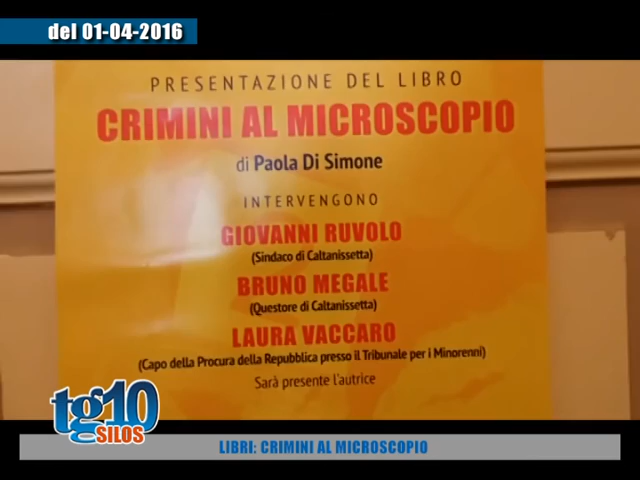 del 01-04-2016
PRESENTAZIONE DEL LIBRO
CRIMINI AL MICROSCOPIO
di Paola Di Simone
INTERVENGONO
GIOVANNI RUVOLO
(Sindaco di Caltanissetta)
BRUNO MEGALE
(Questore di Caltanissetta)
LAURA VACCARO
(Capo della Procura della Repubblica presso il Tribunale per i Minorenni)
Sarà presente l'autrice
tg10
SILOS
LIBRI: CRIMINI AL MICROSCOPIO